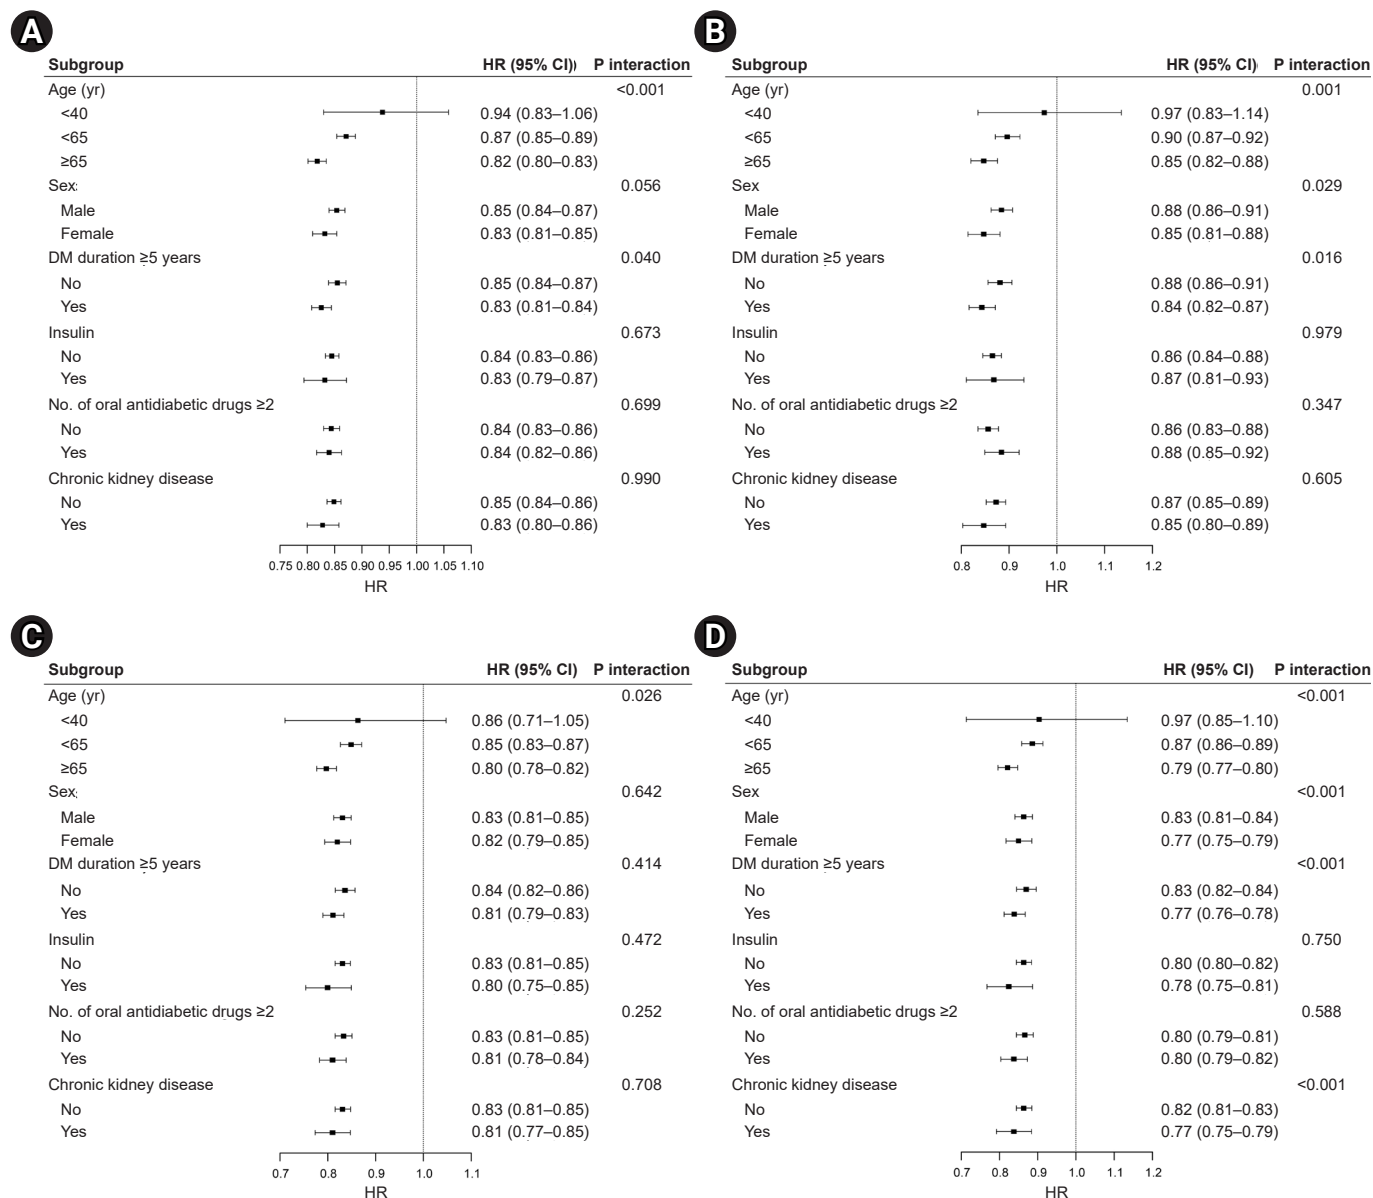 A
Subgroup HR (95% CI)) P interaction
Age (yr) <0.001
<40 0.94 (0.83–1.06)
<65 0.87 (0.85–0.89)
≥65 0.82 (0.80–0.83)
Sex: 0.056
Male 0.85 (0.84–0.87)
Female 0.83 (0.81–0.85)
DM duration ≥5 years 0.040
No 0.85 (0.84–0.87)
Yes 0.83 (0.81–0.84)
Insulin 0.673
No 0.84 (0.83–0.86)
Yes 0.83 (0.79–0.87)
No. of oral antidiabetic drugs ≥2 0.699
No 0.84 (0.83–0.86)
Yes 0.84 (0.82–0.86)
Chronic kidney disease 0.990
No 0.85 (0.84–0.86)
Yes 0.83 (0.80–0.86)
0.75 0.80 0.85 0.90 0.95 1.00 1.05 1.10
HR
B
Subgroup HR (95% CI) P interaction
Age (yr) 0.001
<40 0.97 (0.83–1.14)
<65 0.90 (0.87–0.92)
≥65 0.85 (0.82–0.88)
Sex 0.029
Male 0.88 (0.86–0.91)
Female 0.85 (0.81–0.88)
DM duration ≥5 years 0.016
No 0.88 (0.86–0.91)
Yes 0.84 (0.82–0.87)
Insulin 0.979
No 0.86 (0.84–0.88)
Yes 0.87 (0.81–0.93)
No. of oral antidiabetic drugs ≥2 0.347
No 0.86 (0.83–0.88)
Yes 0.88 (0.85–0.92)
Chronic kidney disease 0.605
No 0.87 (0.85–0.89)
Yes 0.85 (0.80–0.89)
0.8 0.9 1.0 1.1 1.2
HR
C
Subgroup HR (95% CI) P interaction
Age (yr) 0.026
<40 0.86 (0.71–1.05)
<65 0.85 (0.83–0.87)
≥65 0.80 (0.78–0.82)
Sex: 0.642
Male 0.83 (0.81–0.85)
Female 0.82 (0.79–0.85)
DM duration ≥5 years 0.414
No 0.84 (0.82–0.86)
Yes 0.81 (0.79–0.83)
Insulin 0.472
No 0.83 (0.81–0.85)
Yes 0.80 (0.75–0.85)
No. of oral antidiabetic drugs ≥2 0.252
No 0.83 (0.81–0.85)
Yes 0.81 (0.78–0.84)
Chronic kidney disease 0.708
No 0.83 (0.81–0.85)
Yes 0.81 (0.77–0.85)
0.7 0.8 0.9 1.0 1.1
HR
D
Subgroup HR (95% CI) P interaction
Age (yr) <0.001
<40 0.97 (0.85–1.10)
<65 0.87 (0.86–0.89)
≥65 0.79 (0.77–0.80)
Sex <0.001
Male 0.83 (0.81–0.84)
Female 0.77 (0.75–0.79)
DM duration ≥5 years <0.001
No 0.83 (0.82–0.84)
Yes 0.77 (0.76–0.78)
Insulin 0.750
No 0.80 (0.80–0.82)
Yes 0.78 (0.75–0.81)
No. of oral antidiabetic drugs ≥2 0.588
No 0.80 (0.79–0.81)
Yes 0.80 (0.79–0.82)
Chronic kidney disease <0.001
No 0.82 (0.81–0.83)
Yes 0.77 (0.75–0.79)
0.7 0.8 0.9 1.0 1.1 1.2
HR